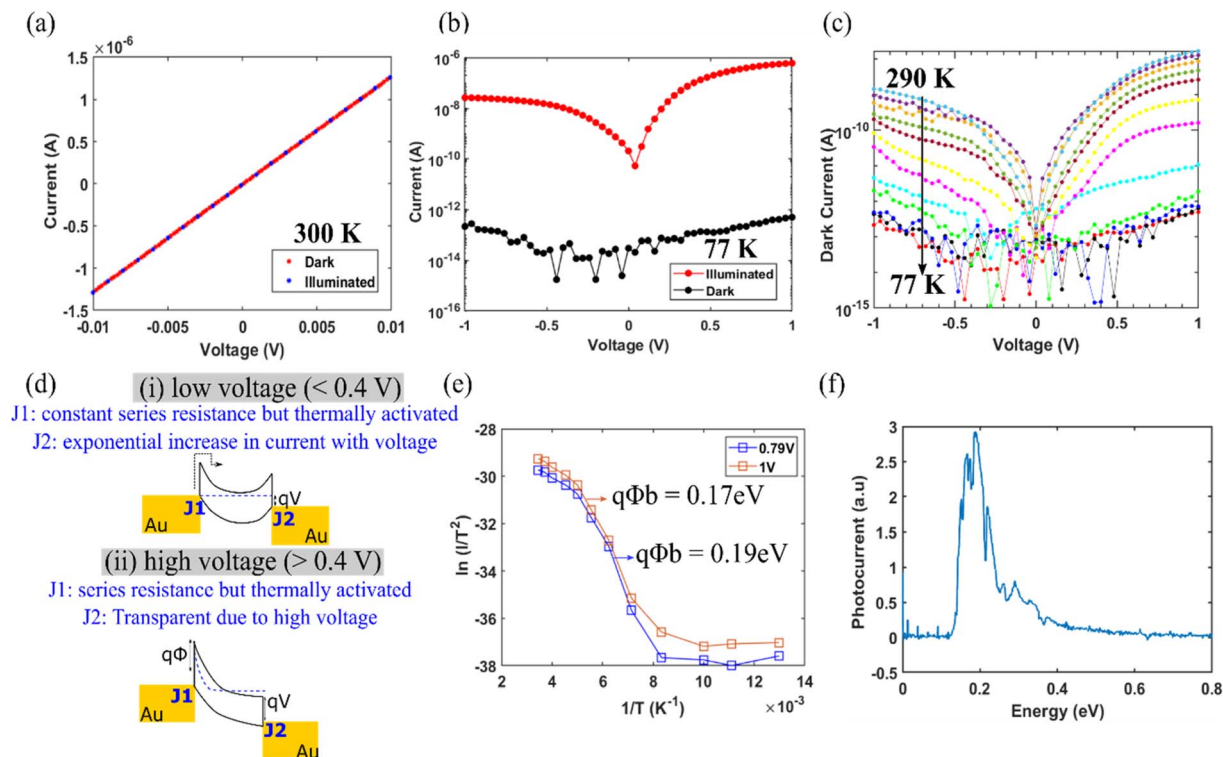 (a)
×10⁻⁶
1.5
1
0.5
0
-0.5
-1
-1.5
Current (A)
300 K
Dark
Illuminated
-0.01
-0.005
0
0.005
0.01
Voltage (V)
(b)
10⁻⁶
10⁻⁸
10⁻¹⁰
10⁻¹²
10⁻¹⁴
10⁻¹⁶
Current (A)
77 K
Illuminated
Dark
-1
-0.5
0
0.5
1
Voltage (V)
(c)
290 K
10⁻¹⁰
Dark Current (A)
77 K
10⁻¹⁵
-1
-0.5
0
0.5
1
Voltage (V)
(d)
(i) low voltage (< 0.4 V)
J1: constant series resistance but thermally activated
J2: exponential increase in current with voltage
J1
qV
J2
Au
Au
(ii) high voltage (> 0.4 V)
J1: series resistance but thermally activated
J2: Transparent due to high voltage
qΦ
J1
qV
Au
J2
Au
(e)
-28
-30
-32
-34
-36
-38
ln (I/T²)
0.79V
1V
qΦb = 0.17eV
qΦb = 0.19eV
2
4
6
8
10
12
14
1/T (K⁻¹)
×10⁻³
(f)
3
2.5
2
1.5
1
0.5
0
-0.5
Photocurrent (a.u)
0
0.2
0.4
0.6
0.8
Energy (eV)